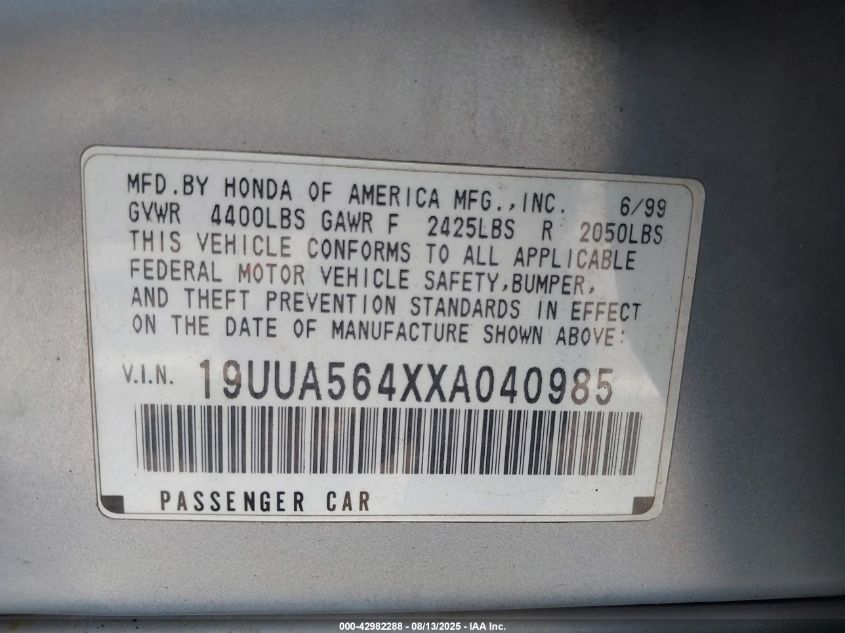 MFD.BY HONDA OF AMERICA MFG.,INC. 6/99
GVWR 4400LBS GAWR F 2425LBS R 2050LBS
THIS VEHICLE CONFORMS TO ALL APPLICABLE
FEDERAL MOTOR VEHICLE SAFETY,BUMPER,
AND THEFT PREVENTION STANDARDS IN EFFECT
ON THE DATE OF MANUFACTURE SHOWN ABOVE:
V.I.N. 19UUA564XXA040985
PASSENGER CAR
000-42982288 - 08/13/2025 - IAA Inc.